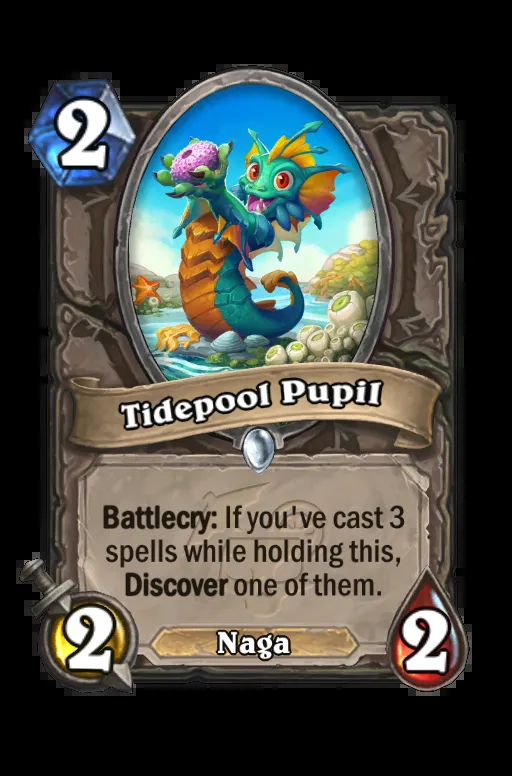 2
Tidepool Pupil
Battlecry: If you've cast 3
spells while holding this,
Discover one of them.
2
Naga
2